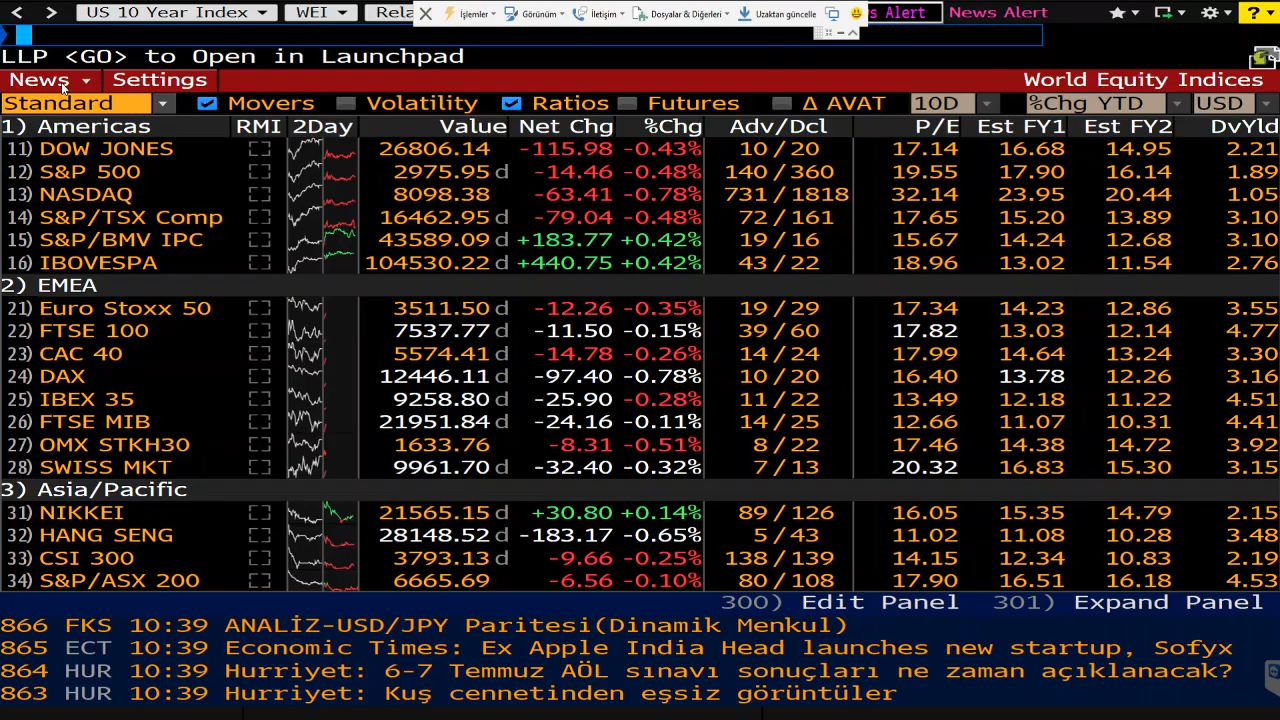 < > US 10 Year Index WEI Rela İşlemler Görünüm İletişim Dosyalar & Diğerleri Uzaktan güncelle s Alert News Alert ?
LLP <GO> to Open in Launchpad
News Settings World Equity Indices
Standard Movers Volatility Ratios Futures Δ AVAT 10D %Chg YTD USD
1) Americas RMI 2Day Value Net Chg %Chg Adv/Dcl P/E Est FY1 Est FY2 DvYld
11) DOW JONES 26806.14 -115.98 -0.43% 10/20 17.14 16.68 14.95 2.21
12) S&P 500 2975.95 d -14.46 -0.48% 140/360 19.55 17.90 16.14 1.89
13) NASDAQ 8098.38 -63.41 -0.78% 731/1818 32.14 23.95 20.44 1.05
14) S&P/TSX Comp 16462.95 d -79.04 -0.48% 72/161 17.65 15.20 13.89 3.10
15) S&P/BMV IPC 43589.09 d +183.77 +0.42% 19/16 15.67 14.24 12.68 3.10
16) IBOVESPA 104530.22 d +440.75 +0.42% 43/22 18.96 13.02 11.54 2.76
2) EMEA
21) Euro Stoxx 50 3511.50 d -12.26 -0.35% 19/29 17.34 14.23 12.86 3.55
22) FTSE 100 7537.77 d -11.50 -0.15% 39/60 17.82 13.03 12.14 4.77
23) CAC 40 5574.41 d -14.78 -0.26% 14/24 17.99 14.64 13.24 3.30
24) DAX 12446.11 d -97.40 -0.78% 10/20 16.40 13.78 12.26 3.16
25) IBEX 35 9258.80 d -25.90 -0.28% 11/22 13.49 12.18 11.22 4.51
26) FTSE MIB 21951.84 d -24.16 -0.11% 14/25 12.66 11.07 10.31 4.41
27) OMX STKH30 1633.76 -8.31 -0.51% 8/22 17.46 14.38 14.72 3.92
28) SWISS MKT 9961.70 d -32.40 -0.32% 7/13 20.32 16.83 15.30 3.15
3) Asia/Pacific
31) NIKKEI 21565.15 d +30.80 +0.14% 89/126 16.05 15.35 14.79 2.15
32) HANG SENG 28148.52 d -183.17 -0.65% 5/43 11.02 11.08 10.28 3.48
33) CSI 300 3793.13 d -9.66 -0.25% 138/139 14.15 12.34 10.83 2.19
34) S&P/ASX 200 6665.69 -6.56 -0.10% 80/108 17.90 16.51 16.18 4.53
300) Edit Panel 301) Expand Panel
866 FKS 10:39 ANALİZ-USD/JPY Paritesi(Dinamik Menkul)
865 ECT 10:39 Economic Times: Ex Apple India Head launches new startup, Sofyx
864 HUR 10:39 Hurriyet: 6-7 Temmuz AÖL sınavı sonuçları ne zaman açıklanacak?
863 HUR 10:39 Hurriyet: Kuş cennetinden eşsiz görüntüler